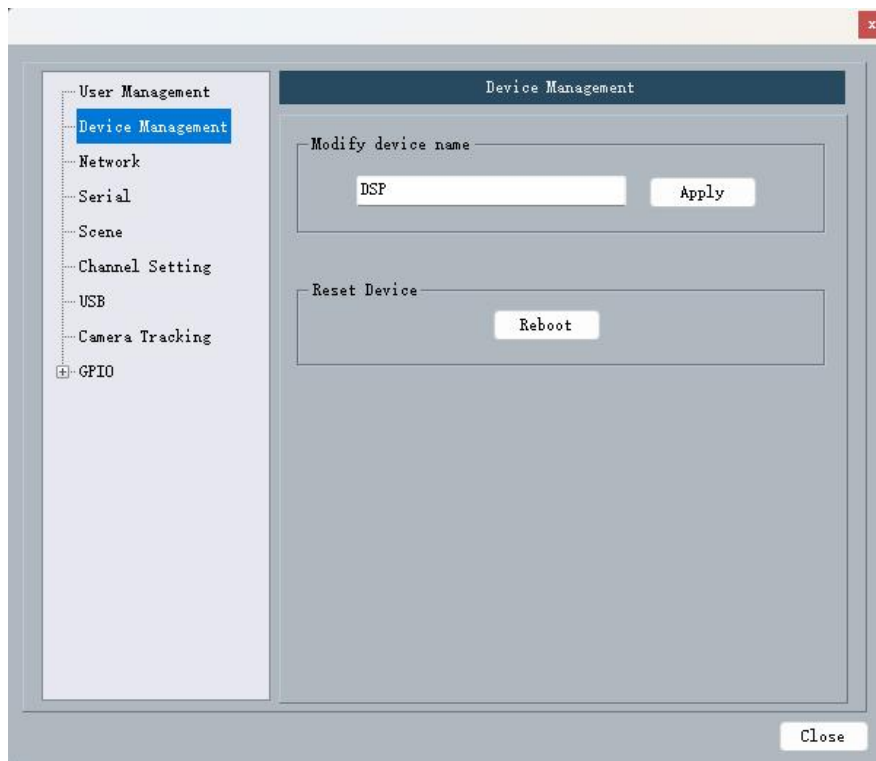 x
User Management
Device Management
Network
Serial
Scene
Channel Setting
USB
Camera Tracking
GPIO
Device Management
Modify device name
DSP
Apply
Reset Device
Reboot
Close